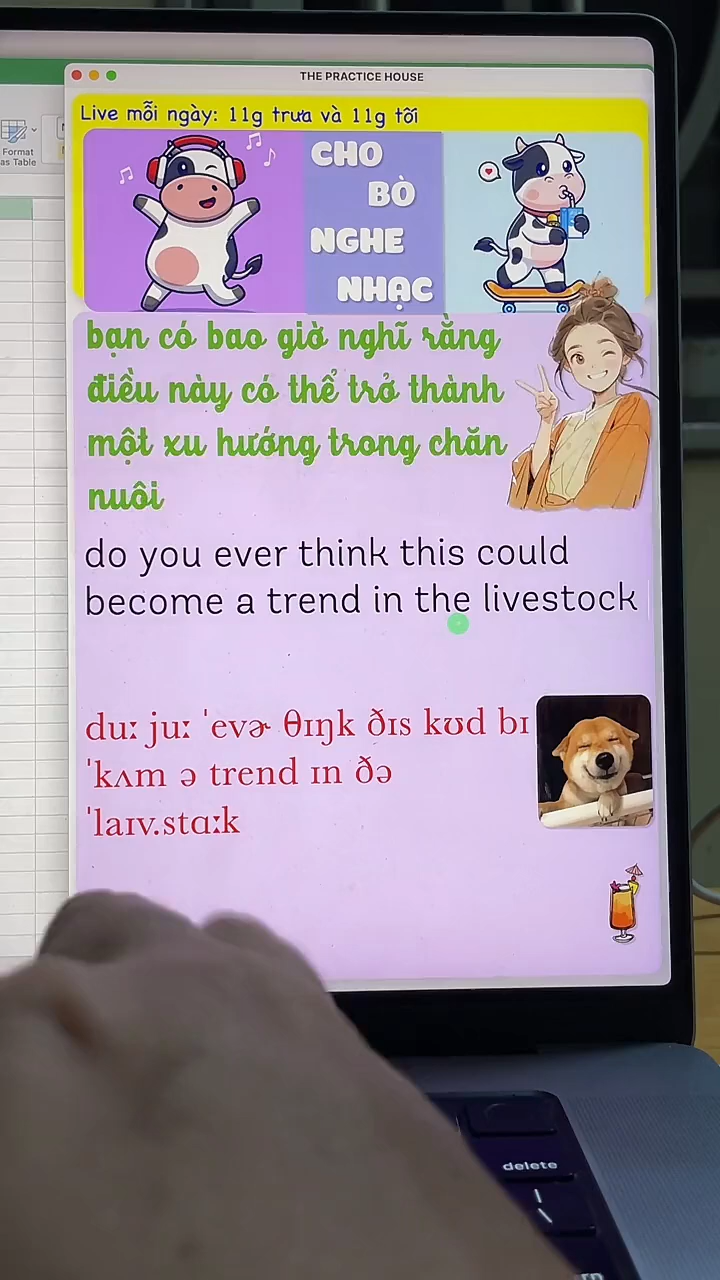 THE PRACTICE HOUSE
Format
as Table
Live mỗi ngày: 11g trưa và 11g tối
CHO
BÒ
NGHE
NHẠC
bạn có bao giờ nghĩ rằng
điều này có thể trở thành
một xu hướng trong chăn
nuôi
do you ever think this could
become a trend in the livestock
duː juː ˈevɚ θɪŋk ðɪs kʊd bɪ
ˈkʌm ə trend ɪn ðə
ˈlaɪv.stɑːk
delete